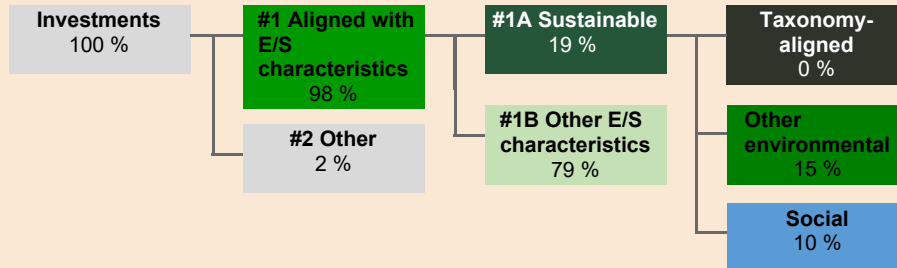 Investments
100 %
#1 Aligned with
E/S
characteristics
98 %
#2 Other
2 %
#1A Sustainable
19 %
#1B Other E/S
characteristics
79 %
Taxonomy-
aligned
0 %
Other
environmental
15 %
Social
10 %